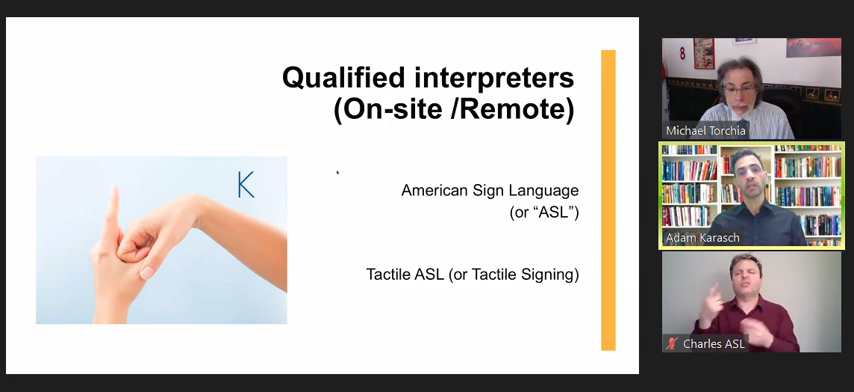 Qualified interpreters
(On-site /Remote)
K
American Sign Language
(or “ASL”)
Tactile ASL (or Tactile Signing)
8
Michael Torchia
Adam Karasch
Charles ASL